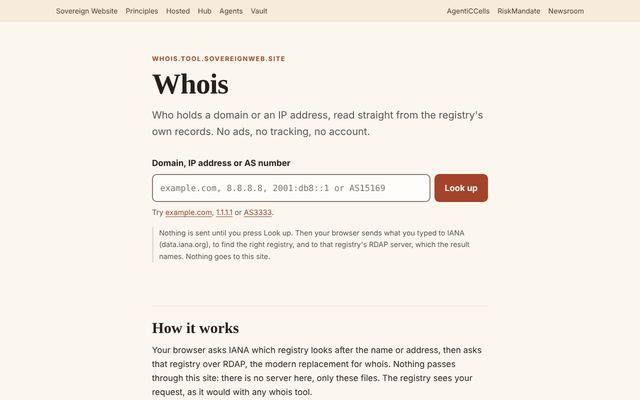 Sovereign Website Principles Hosted Hub Agents Vault AgentiCCells RiskMandate Newsroom
WHOIS.TOOL.SOVEREIGNWEB.SITE
Whois
Who holds a domain or an IP address, read straight from the registry's
own records. No ads, no tracking, no account.
Domain, IP address or AS number
example.com, 8.8.8.8, 2001:db8::1 or AS15169
Look up
Try example.com, 1.1.1.1 or AS3333.
Nothing is sent until you press Look up. Then your browser sends what you typed to IANA
(data.iana.org), to find the right registry, and to that registry's RDAP server, which the result
names. Nothing goes to this site.
How it works
Your browser asks IANA which registry looks after the name or address, then asks
that registry over RDAP, the modern replacement for whois. Nothing passes
through this site: there is no server here, only these files. The registry sees your
request, as it would with any whois tool.